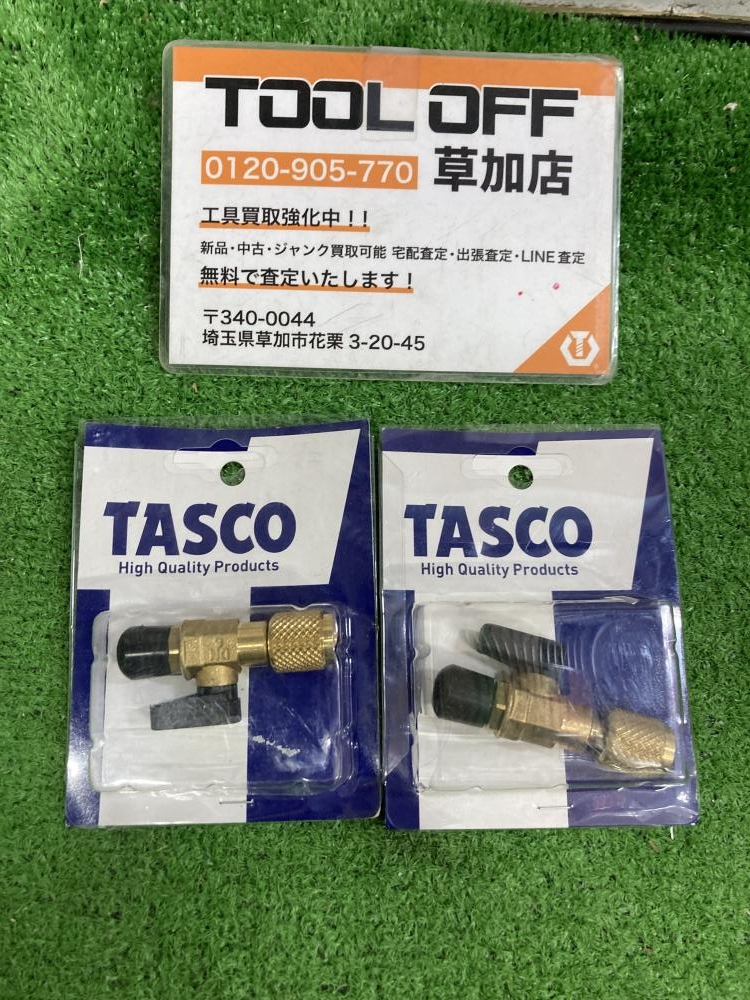 TOOL OFF
0120-905-770 草加店
工具買取強化中！！
新品・中古・ジャンク買取可能 宅配査定・出張査定・LINE査定
無料で査定いたします！
〒340-0044
埼玉県草加市花栗 3-20-45
TASCO
High Quality Products
TASCO
High Quality Products